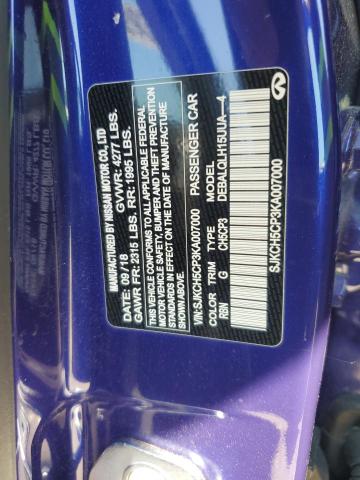 MANUFACTURED BY NISSAN MOTOR CO., LTD
DATE: GVWR: 4277 LBS.
09/18
GAWR FR: 2315 LBS. RR: 1995 LBS.
THIS VEHICLE CONFORMS TO ALL APPLICABLE FEDERAL
MOTOR VEHICLE SAFETY, BUMPER AND THEFT PREVENTION
STANDARDS IN EFFECT ON THE DATE OF MANUFACTURE
SHOWN ABOVE.
VIN:SJKCH5CP3KA007000 PASSENGER CAR
COLOR TRIM TYPE MODEL
RBN G CH5CP3 DEBALQLH15UUA---4
SJKCH5CP3KA007000